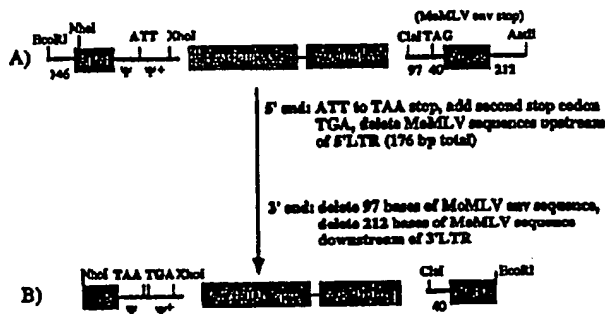 (MoMLV env stop)
EcoRI NheI ATT XhoI ClaI TAG AatII
A)
Ψ Ψ+ 97 40 212
5' end: ATT to TAA stop, add second stop codon
TGA, delete MoMLV sequences upstream
of 5'LTR (176 bp total)
3' end: delete 97 bases of MoMLV env sequence,
delete 212 bases of MoMLV sequence
downstream of 3'LTR
NheI TAA TGA XhoI ClaI EcoRI
B)
Ψ Ψ+ 40